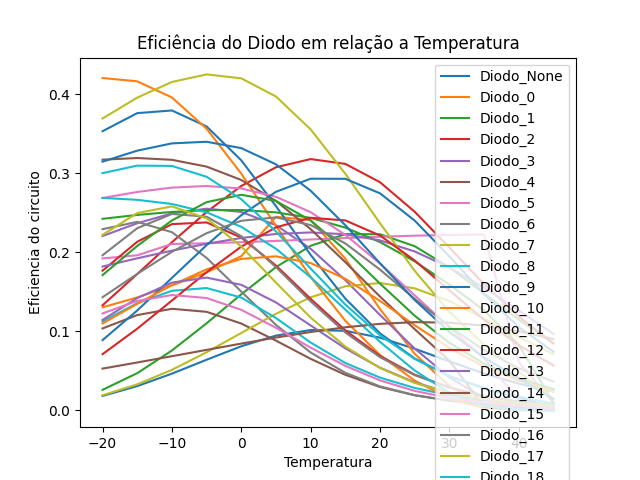 Eficiência do Diodo em relação a Temperatura
Eficiencia do circuito
0.4
0.3
0.2
0.1
0.0
−20
−10
0
10
20
30
40
Temperatura
Diodo_None
Diodo_0
Diodo_1
Diodo_2
Diodo_3
Diodo_4
Diodo_5
Diodo_6
Diodo_7
Diodo_8
Diodo_9
Diodo_10
Diodo_11
Diodo_12
Diodo_13
Diodo_14
Diodo_15
Diodo_16
Diodo_17
Diodo_18